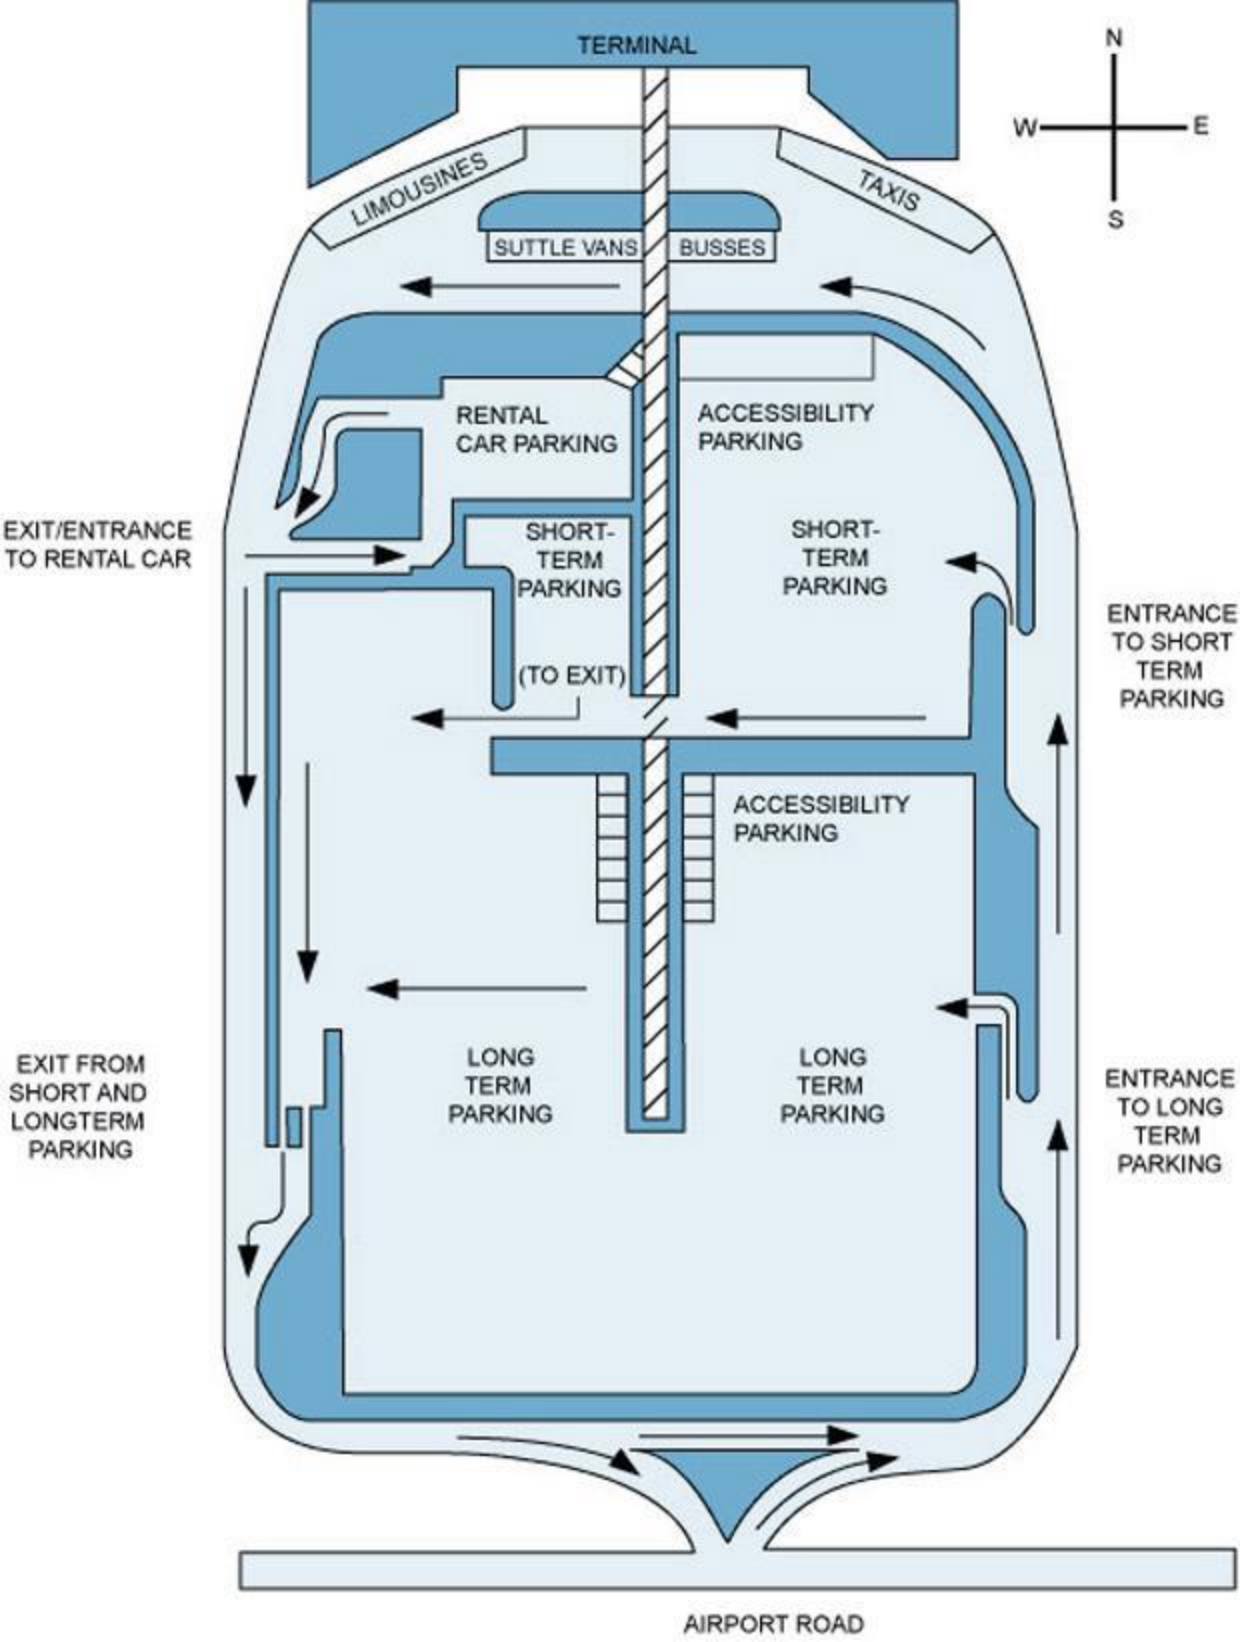 TERMINAL
N
W
E
S
LIMOUSINES
TAXIS
SUTTLE VANS
BUSSES
RENTAL
CAR PARKING
ACCESSIBILITY
PARKING
EXIT/ENTRANCE
TO RENTAL CAR
SHORT-
TERM
PARKING
SHORT-
TERM
PARKING
ENTRANCE
TO SHORT
TERM
PARKING
(TO EXIT)
ACCESSIBILITY
PARKING
EXIT FROM
SHORT AND
LONGTERM
PARKING
LONG
TERM
PARKING
LONG
TERM
PARKING
ENTRANCE
TO LONG
TERM
PARKING
AIRPORT ROAD